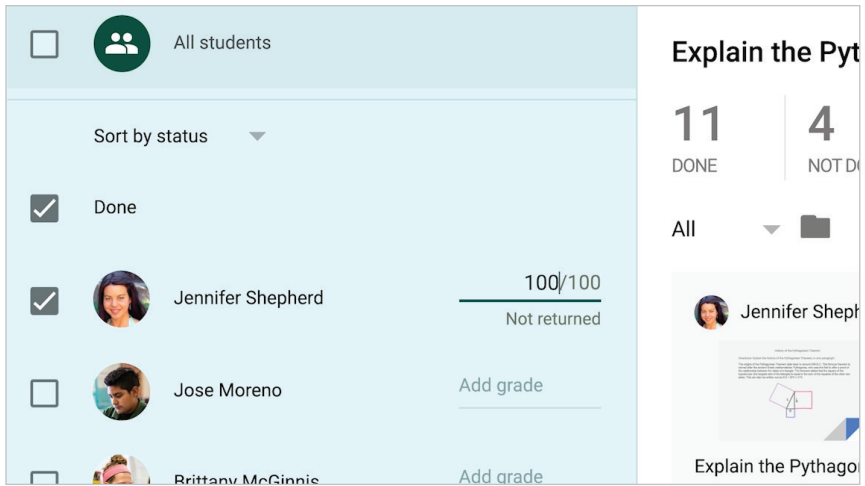 All students
Sort by status
Done
Jennifer Shepherd
100/100
Not returned
Jose Moreno
Add grade
Brittany McGinnis
Add grade
Explain the Pyt
11
DONE
4
NOT D
All
Jennifer Sheph
Explain the Pythago